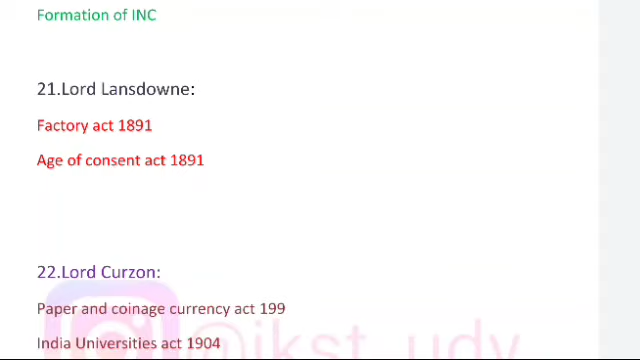 Formation of INC
21.Lord Lansdowne:
Factory act 1891
Age of consent act 1891
22.Lord Curzon:
Paper and coinage currency act 199
India Universities act 1904
@jkst_udy